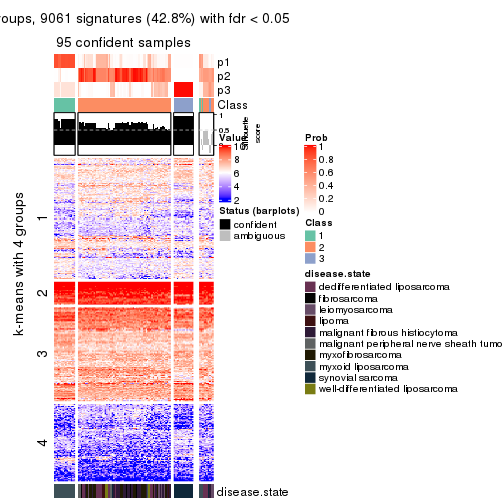 roups, 9061 signatures (42.8%) with fdr < 0.05
95 confident samples
p1
p2
p3
Class
1
0.5
0
Silhouette
score
k-means with 4 groups
1
2
3
4
disease.state
Value
10
8
6
4
2
Status (barplots)
confident
ambiguous
Prob
1
0.8
0.6
0.4
0.2
0
Class
1
2
3
disease.state
dedifferentiated liposarcoma
fibrosarcoma
leiomyosarcoma
lipoma
malignant fibrous histiocytoma
malignant peripheral nerve sheath tumo
myxofibrosarcoma
myxoid liposarcoma
synovial sarcoma
well-differentiated liposarcoma